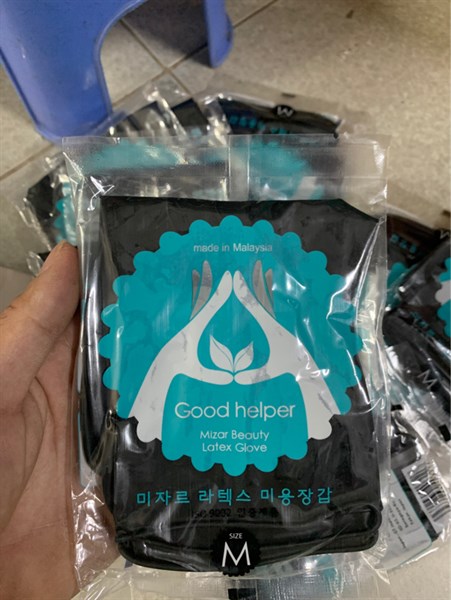 made in Malaysia
Good helper
Mizar Beauty
Latex Glove
미자르 라텍스 미용장갑
SIZE
M
M